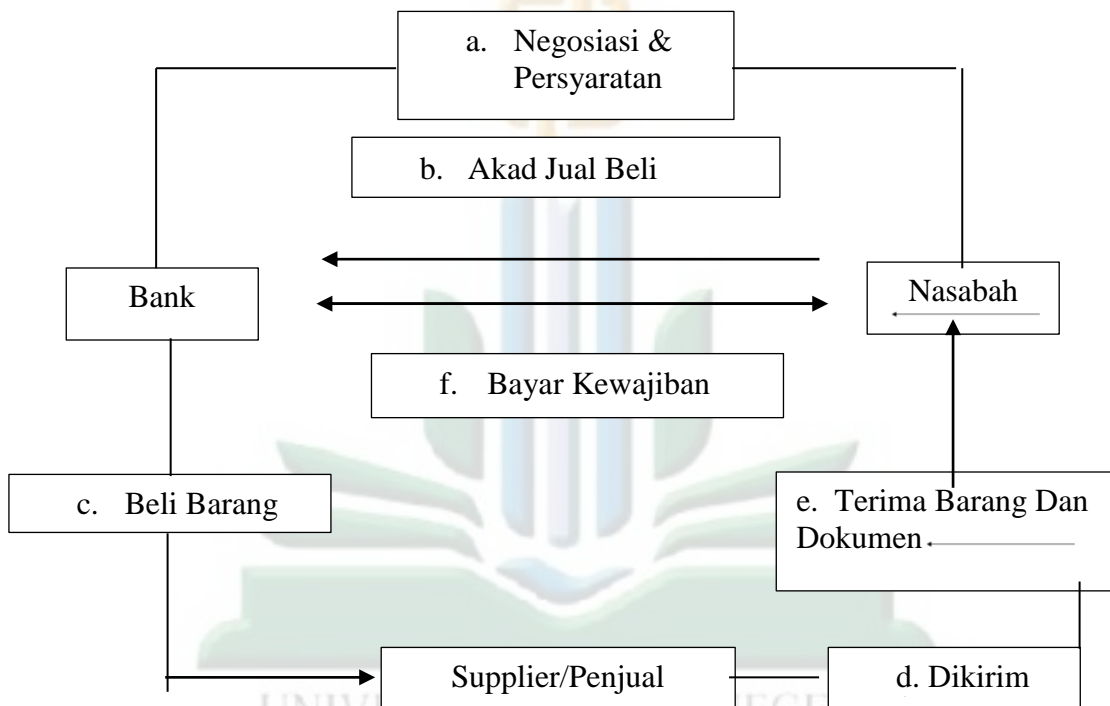 a. Negosiasi &
Persyaratan
b. Akad Jual Beli
Bank
Nasabah
f. Bayar Kewajiban
c. Beli Barang
e. Terima Barang Dan
Dokumen
Supplier/Penjual
d. Dikirim